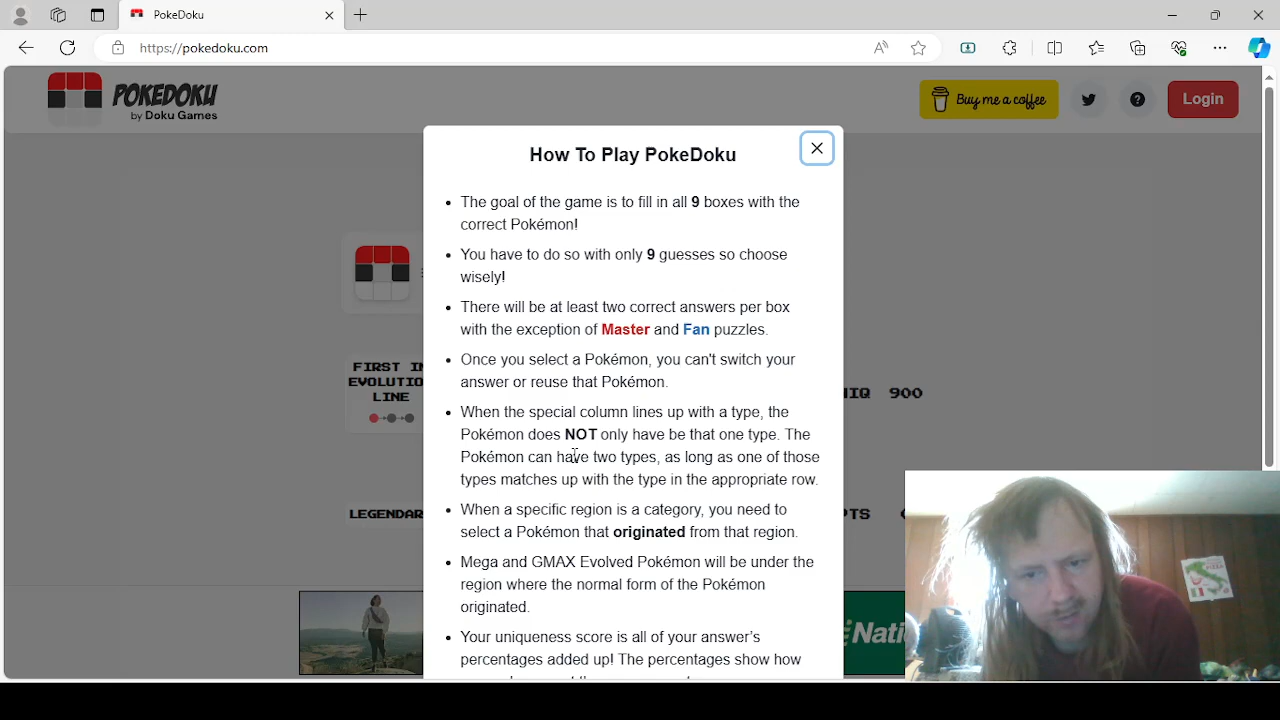 PokeDoku
https://pokedoku.com
POKEDOKU
by Doku Games
Buy me a coffee
Login
How To Play PokeDoku
The goal of the game is to fill in all 9 boxes with the
correct Pokémon!
You have to do so with only 9 guesses so choose
wisely!
There will be at least two correct answers per box
with the exception of Master and Fan puzzles.
Once you select a Pokémon, you can't switch your
answer or reuse that Pokémon.
When the special column lines up with a type, the
Pokémon does NOT only have be that one type. The
Pokémon can have two types, as long as one of those
types matches up with the type in the appropriate row.
When a specific region is a category, you need to
select a Pokémon that originated from that region.
Mega and GMAX Evolved Pokémon will be under the
region where the normal form of the Pokémon
originated.
Your uniqueness score is all of your answer's
percentages added up! The percentages show how
FIRST IN
EVOLUTIO
LINE
LEGENDAR
NIQ 900
PTS
Natio
PIZZA